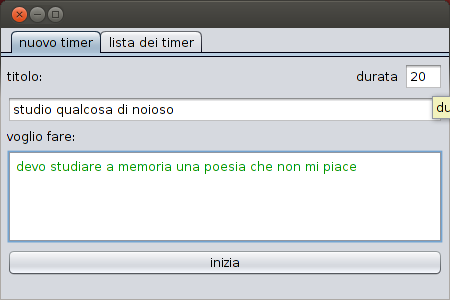 nuovo timer lista dei timer
titolo: durata 20
studio qualcosa di noioso
du
voglio fare:
devo studiare a memoria una poesia che non mi piace
inizia